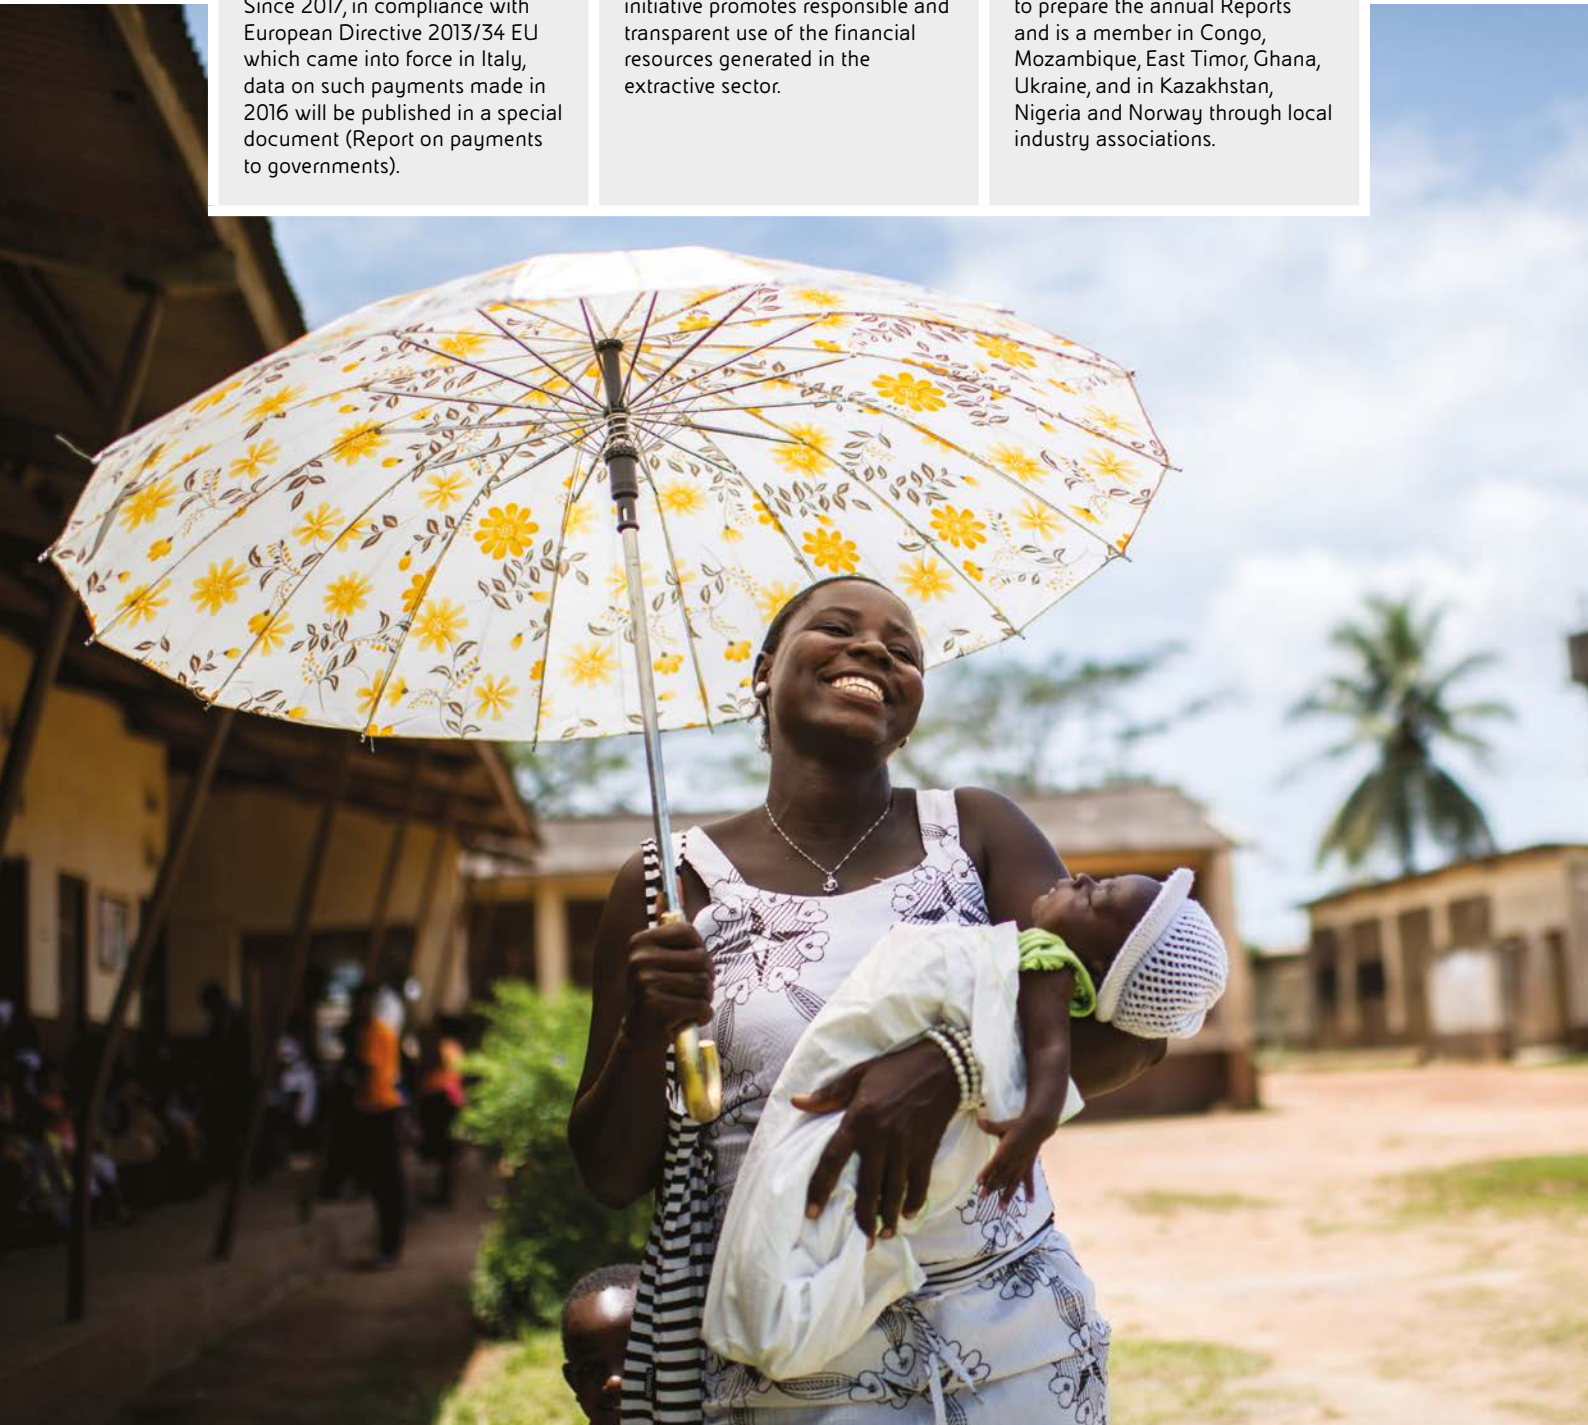 Since 2017, in compliance with
European Directive 2013/34 EU
which came into force in Italy,
data on such payments made in
2016 will be published in a special
document (Report on payments
to governments).
initiative promotes responsible and
transparent use of the financial
resources generated in the
extractive sector.
to prepare the annual Reports
and is a member in Congo,
Mozambique, East Timor, Ghana,
Ukraine, and in Kazakhstan,
Nigeria and Norway through local
industry associations.